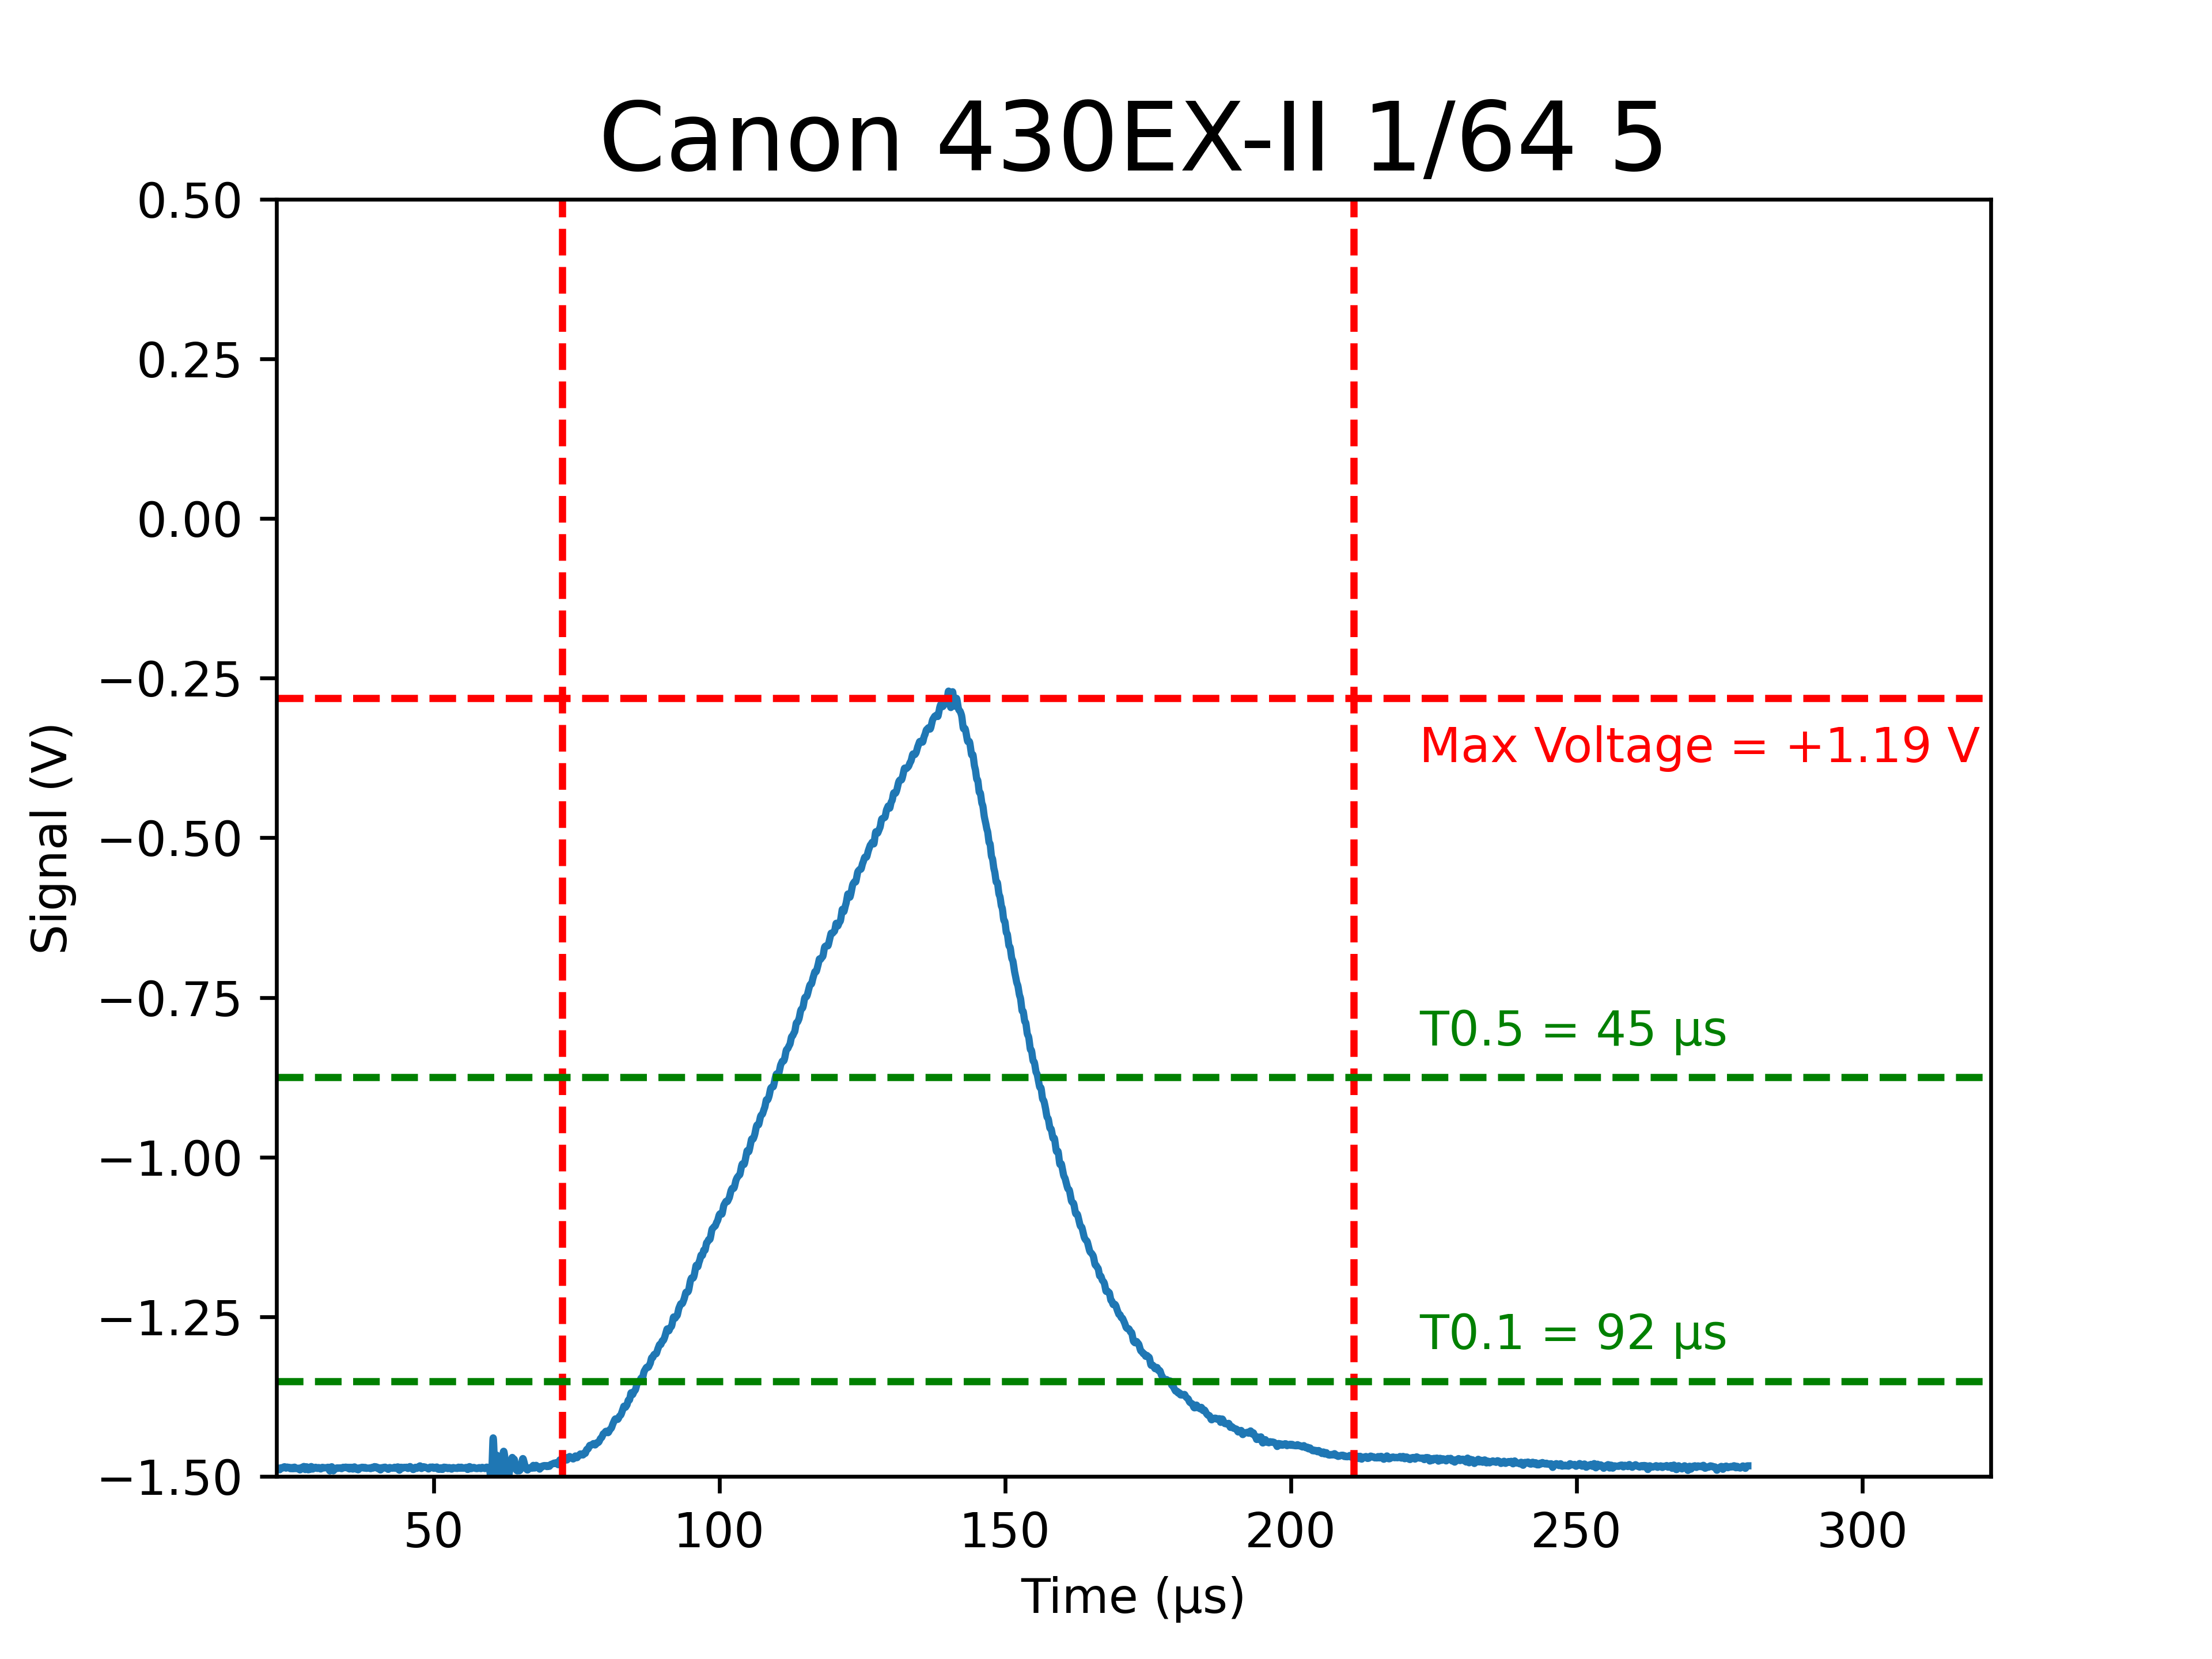 Canon 430EX-II 1/64 5
0.50
0.25
0.00
−0.25
−0.50
−0.75
−1.00
−1.25
−1.50
Signal (V)
Max Voltage = +1.19 V
T0.5 = 45 µs
T0.1 = 92 µs
50 100 150 200 250 300
Time (µs)